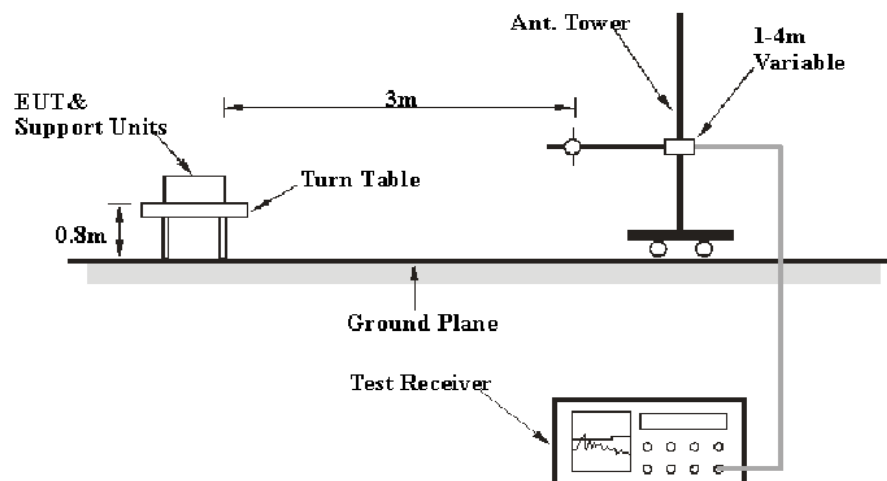 Ant. Tower
1-4m
Variable
3m
EUT&
Support Units
Turn Table
0.8m
Ground Plane
Test Receiver